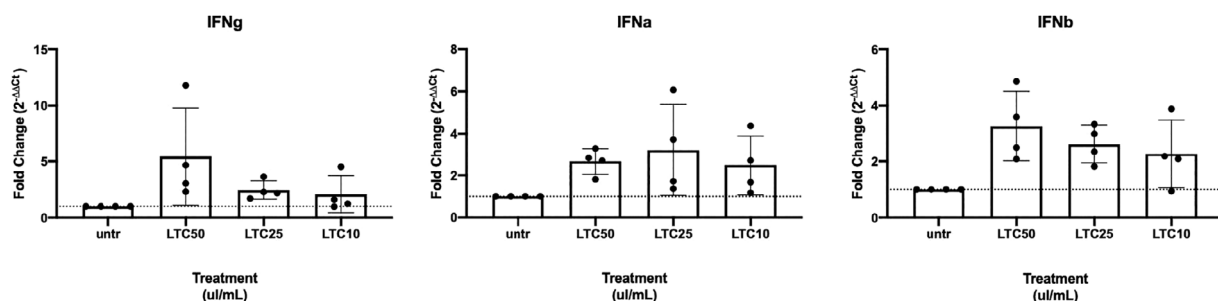 IFNg
Fold Change (2-ΔΔCt)
15
10
5
0
untr LTC50 LTC25 LTC10
Treatment
(ul/mL)
IFNa
Fold Change (2-ΔΔCt)
8
6
4
2
0
untr LTC50 LTC25 LTC10
Treatment
(ul/mL)
IFNb
Fold Change (2-ΔΔCt)
6
4
2
0
untr LTC50 LTC25 LTC10
Treatment
(ul/mL)